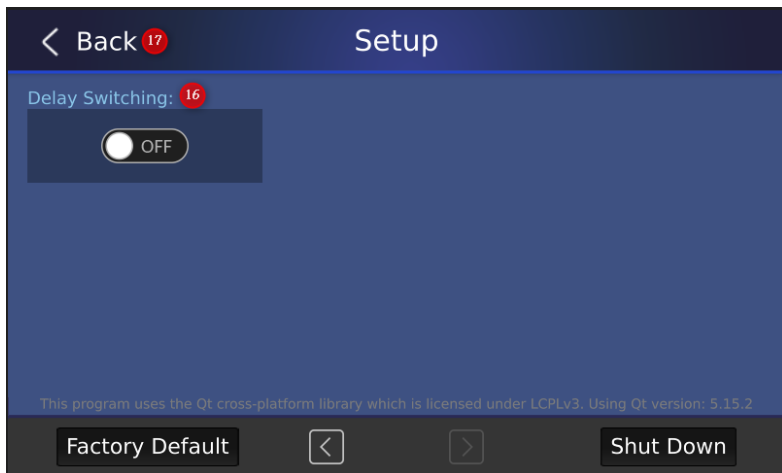 Back 17 Setup
Delay Switching: 16
OFF
This program uses the Qt cross-platform library which is licensed under LCPLv3. Using Qt version: 5.15.2
Factory Default < > Shut Down